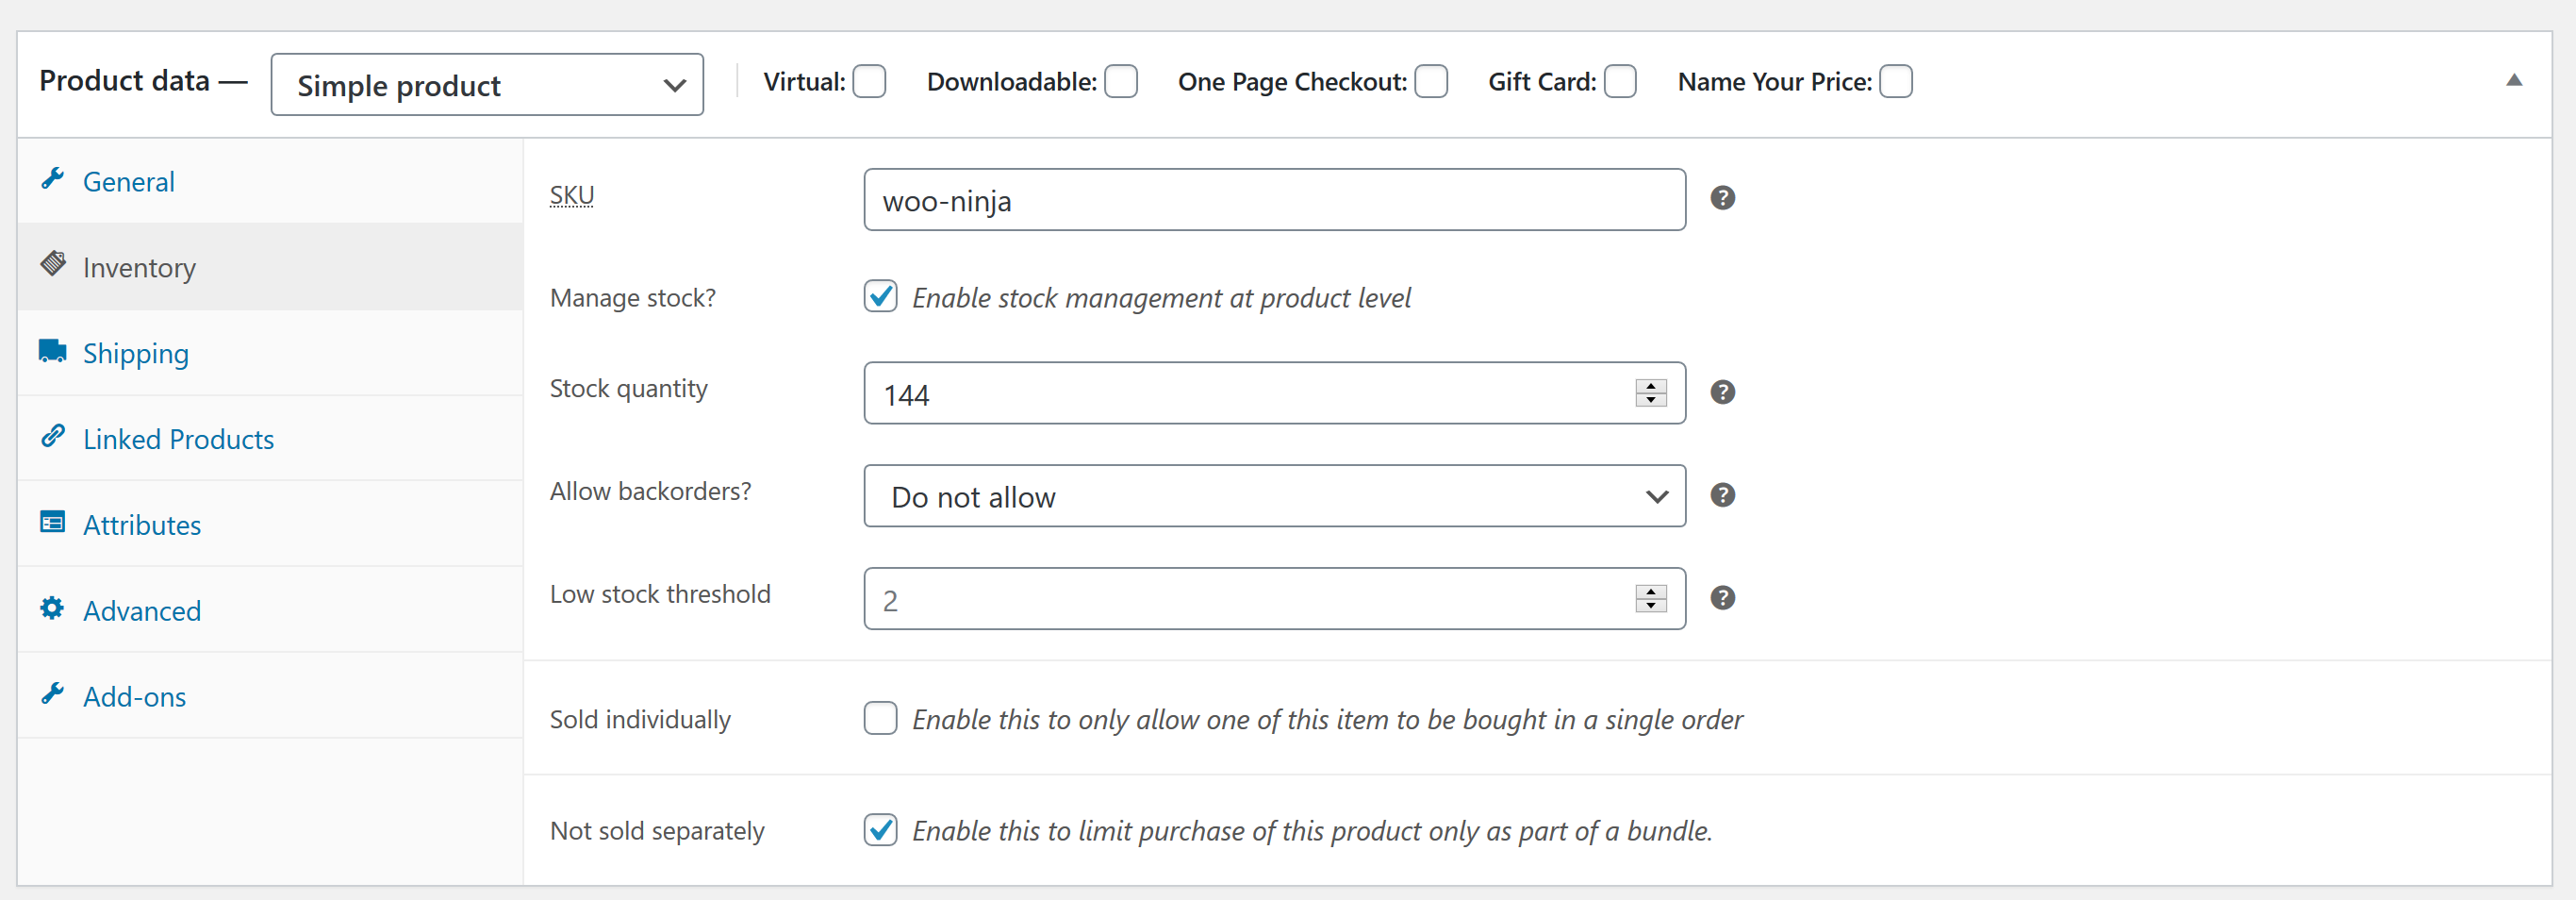 Product data — Simple product Virtual: Downloadable: One Page Checkout: Gift Card: Name Your Price:
General
Inventory
Shipping
Linked Products
Attributes
Advanced
Add-ons
SKU woo-ninja
Manage stock? Enable stock management at product level
Stock quantity 144
Allow backorders? Do not allow
Low stock threshold 2
Sold individually Enable this to only allow one of this item to be bought in a single order
Not sold separately Enable this to limit purchase of this product only as part of a bundle.